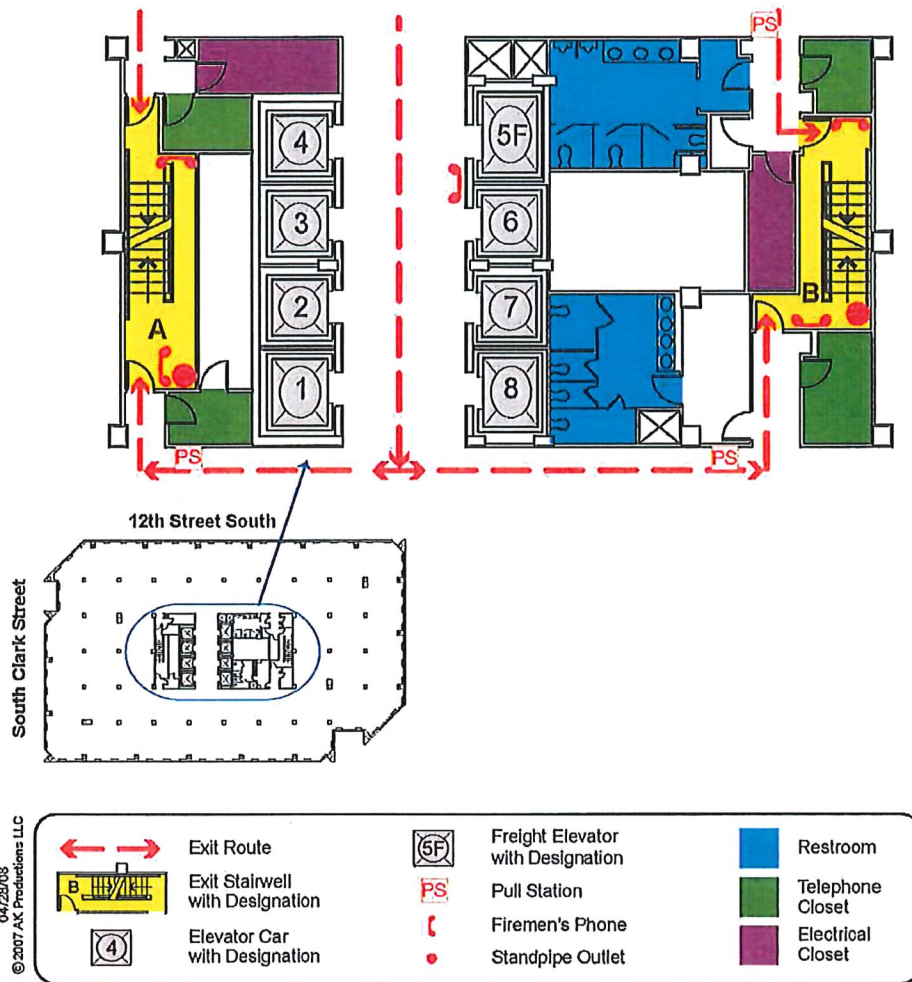 PS
4
5F
3
6
2
7
B
A
1
8
PS
PS
12th Street South
South Clark Street
04/28/08
©2007 AK Productions LLC
Exit Route
B
Exit Stairwell
with Designation
4
Elevator Car
with Designation
5F
Freight Elevator
with Designation
PS
Pull Station
Firemen's Phone
Standpipe Outlet
Restroom
Telephone
Closet
Electrical
Closet